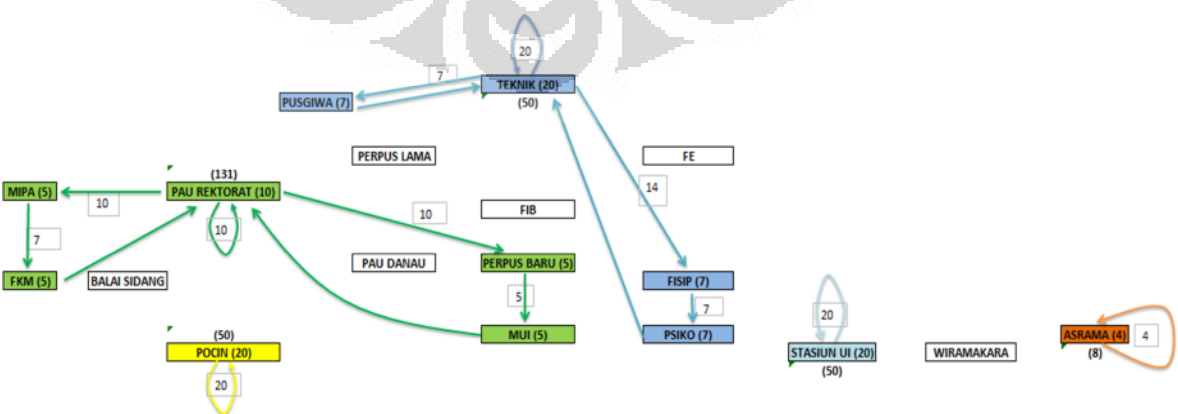 20
7
TEKNIK (20)
PUSGIWA (7)
(50)
PERPUS LAMA
FE
(131)
14
MIPA (5)
PAU REKTORAT (10)
10
10
FIB
10
7
PAU DANAU
PERPUS BARU (5)
FKM (5)
BALAI SIDANG
FISIP (7)
5
7
20
(50)
MUI (5)
PSIKO (7)
ASRAMA (4)
4
POCIN (20)
STASIUN UI (20)
WIRAMAKARA
(8)
(50)
20